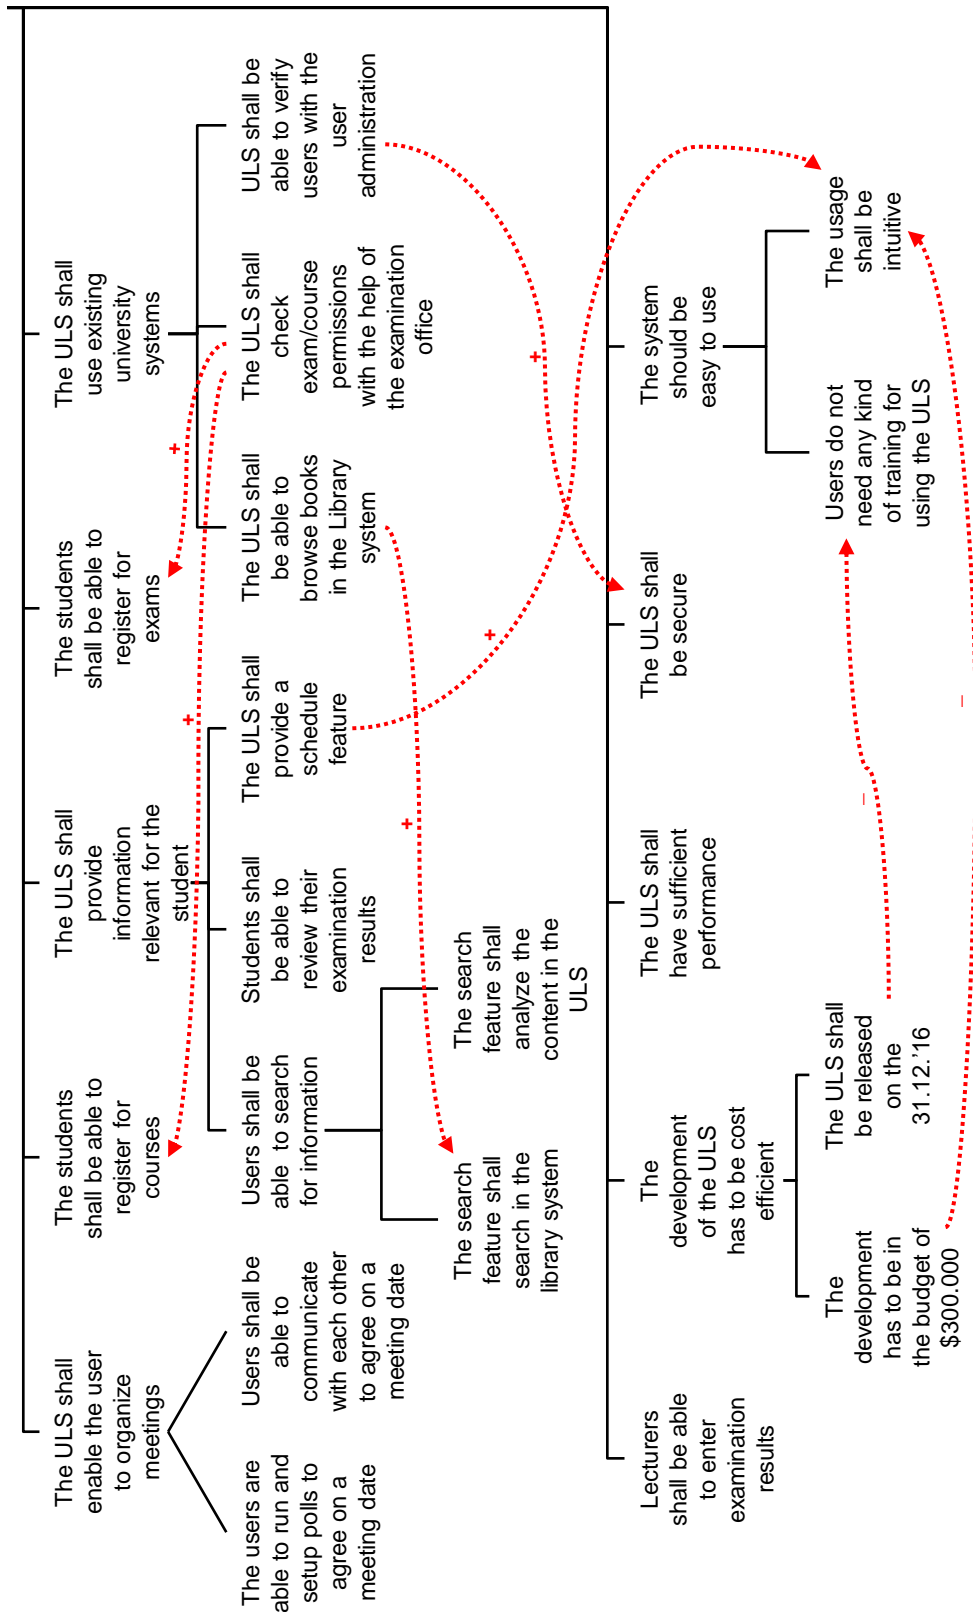 The ULS shall
enable the user
to organize
meetings
The students
shall be able to
register for
courses
The ULS shall
provide
information
relevant for the
student
The students
shall be able to
register for
exams
The ULS shall
use existing
university
systems
The users are
able to run and
setup polls to
agree on a
meeting date
Users shall be
able to
communicate
with each other
to agree on a
meeting date
Users shall be
able to search
for information
Students shall
be able to
review their
examination
results
The ULS shall
provide a
schedule
feature
The ULS shall
be able to
browse books
in the Library
system
The ULS shall
check
exam/course
permissions
with the help of
the examination
office
ULS shall be
able to verify
users with the
user
administration
The search
feature shall
search in the
library system
The search
feature shall
analyze the
content in the
ULS
+
+
+
+
+
Lecturers
shall be able
to enter
examination
results
The
development
of the ULS
has to be cost
efficient
The ULS shall
have sufficient
performance
The ULS shall
be secure
The system
should be
easy to use
The
development
has to be in
the budget of
$300.000
The ULS shall
be released
on the
31.12.'16
Users do not
need any kind
of training for
using the ULS
The usage
shall be
intuitive
–
–